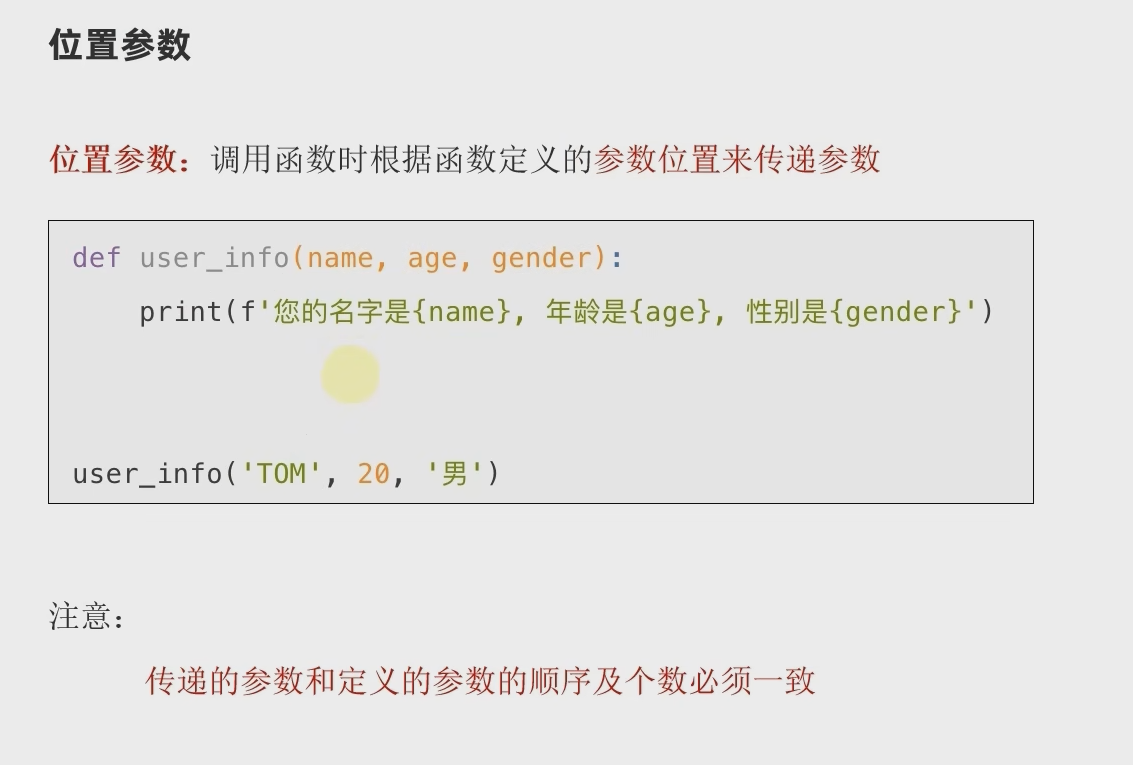 位置参数
位置参数：调用函数时根据函数定义的参数位置来传递参数
def user_info(name, age, gender):
    print(f'您的名字是{name}, 年龄是{age}, 性别是{gender}')
user_info('TOM', 20, '男')
注意：
传递的参数和定义的参数的顺序及个数必须一致